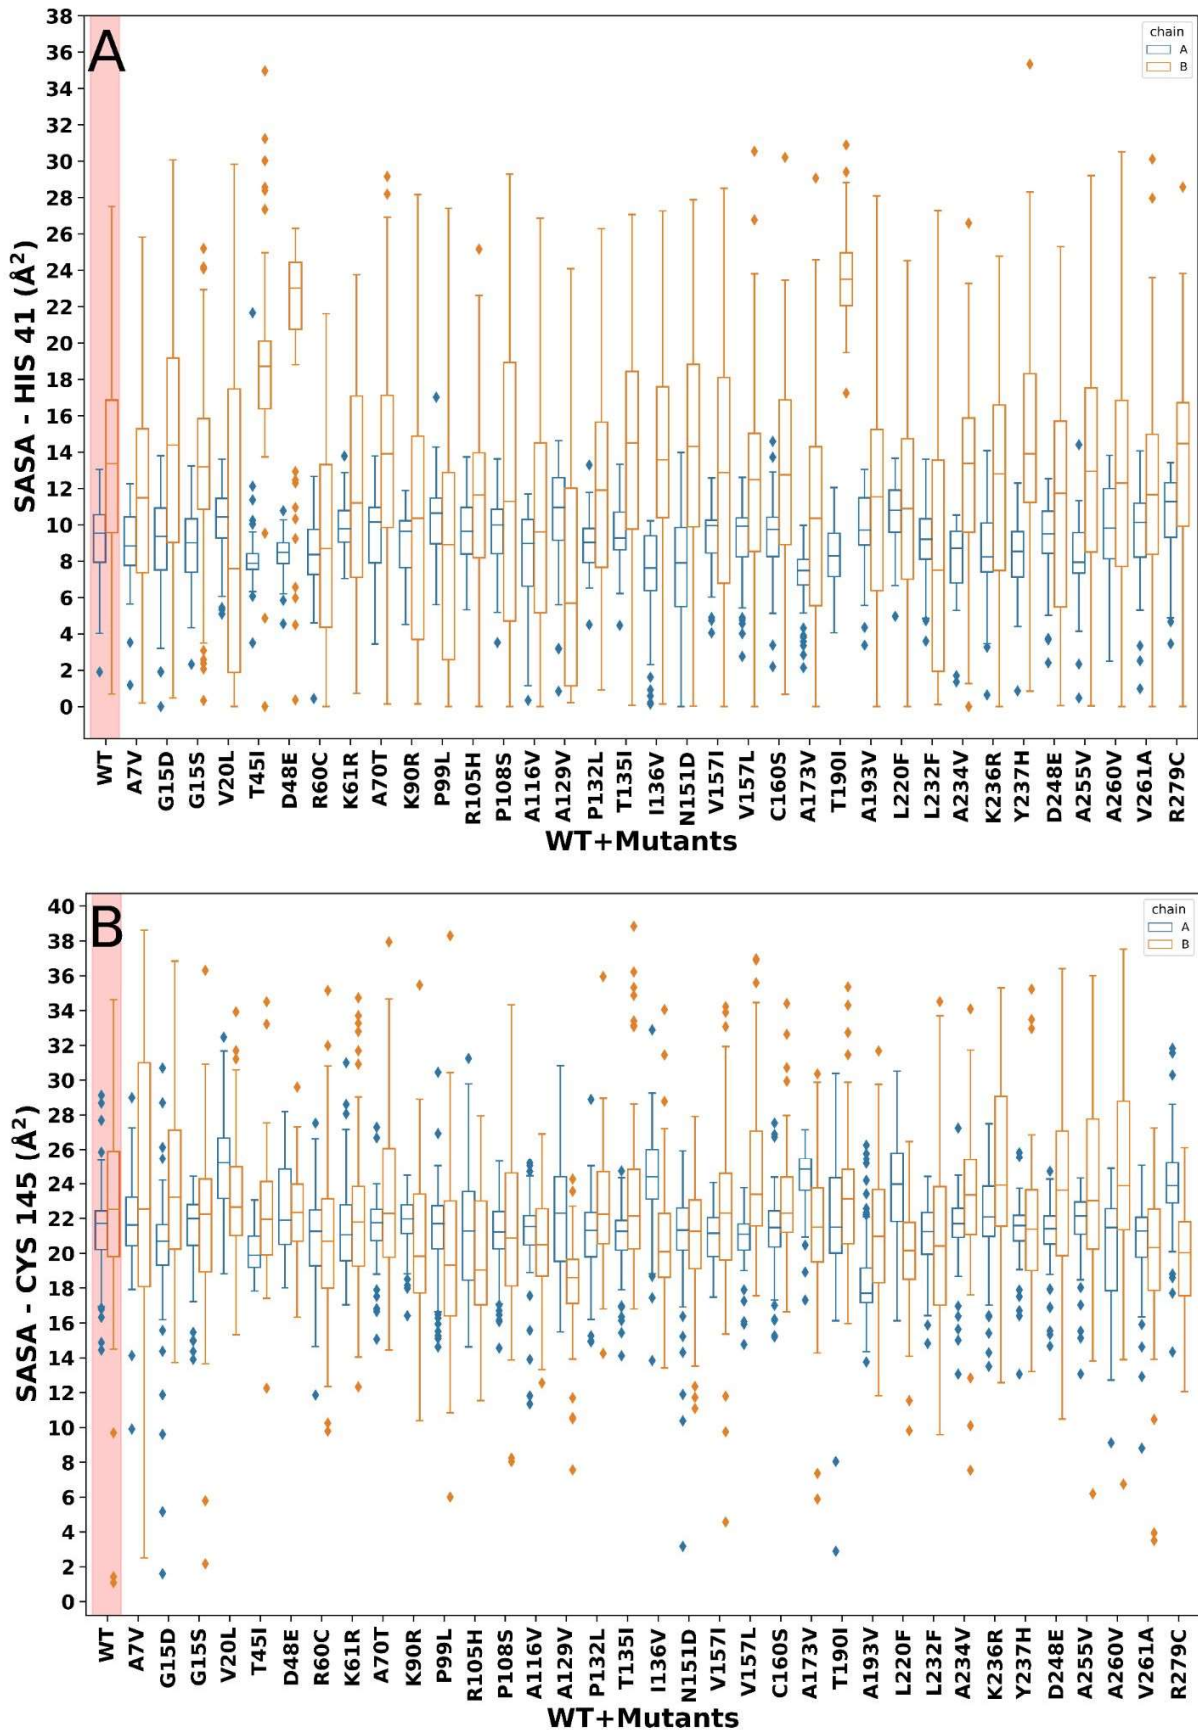 A
chain
A
B
38
36
34
32
30
28
26
24
22
20
18
16
14
12
10
8
6
4
2
0
SASA - HIS 41 (Å²)
WT
A7V
G15D
G15S
V20L
T45I
D48E
R60C
K61R
A70T
K90R
P99L
R105H
P108S
A116V
A129V
P132L
T135I
I136V
N151D
V157I
V157L
C160S
A173V
T190I
A193V
L220F
L232F
A234V
K236R
Y237H
D248E
A255V
A260V
V261A
R279C
WT+Mutants
B
chain
A
B
40
38
36
34
32
30
28
26
24
22
20
18
16
14
12
10
8
6
4
2
0
SASA - CYS 145 (Å²)
WT
A7V
G15D
G15S
V20L
T45I
D48E
R60C
K61R
A70T
K90R
P99L
R105H
P108S
A116V
A129V
P132L
T135I
I136V
N151D
V157I
V157L
C160S
A173V
T190I
A193V
L220F
L232F
A234V
K236R
Y237H
D248E
A255V
A260V
V261A
R279C
WT+Mutants